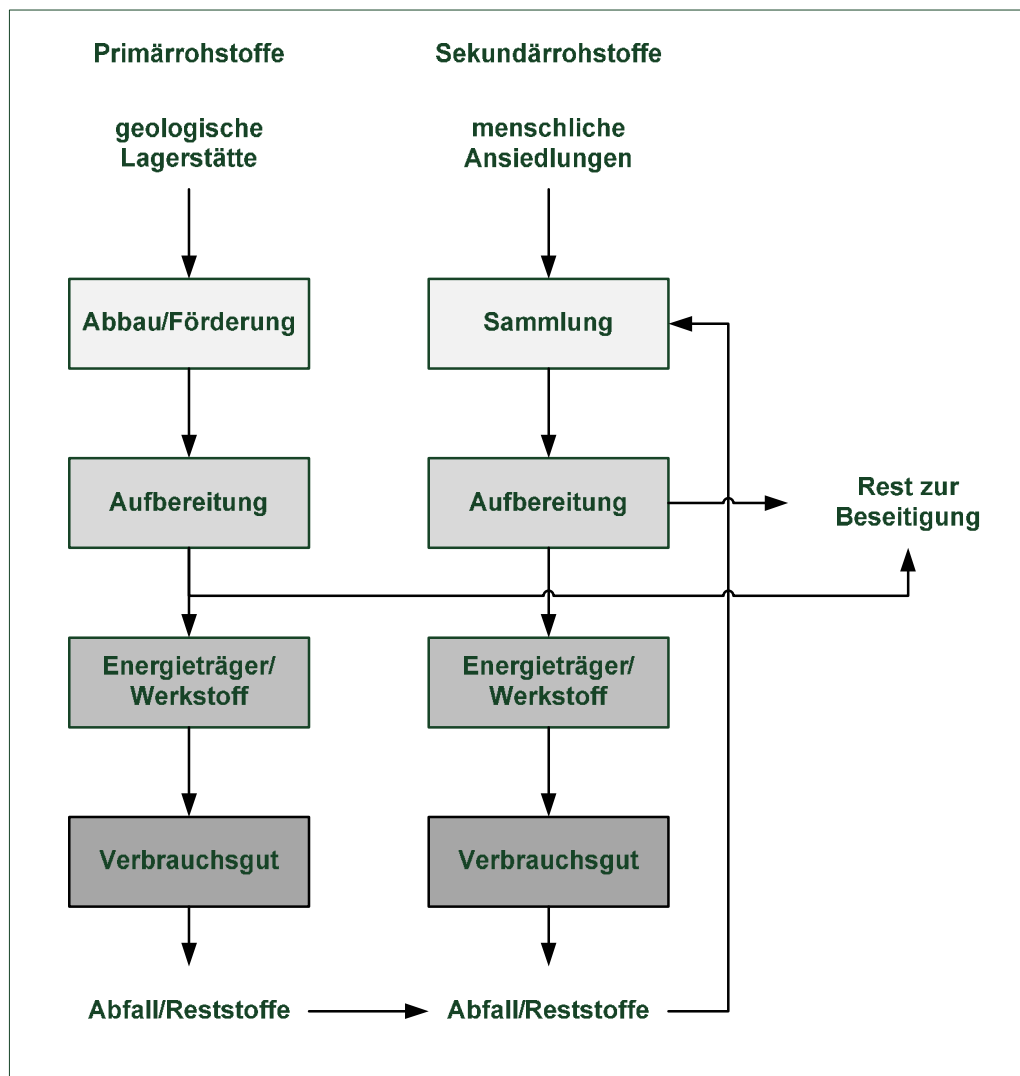 Primärrohstoffe
Sekundärrohstoffe
geologische
Lagerstätte
menschliche
Ansiedlungen
Abbau/Förderung
Sammlung
Aufbereitung
Aufbereitung
Rest zur
Beseitigung
Energieträger/
Werkstoff
Energieträger/
Werkstoff
Verbrauchsgut
Verbrauchsgut
Abfall/Reststoffe
Abfall/Reststoffe